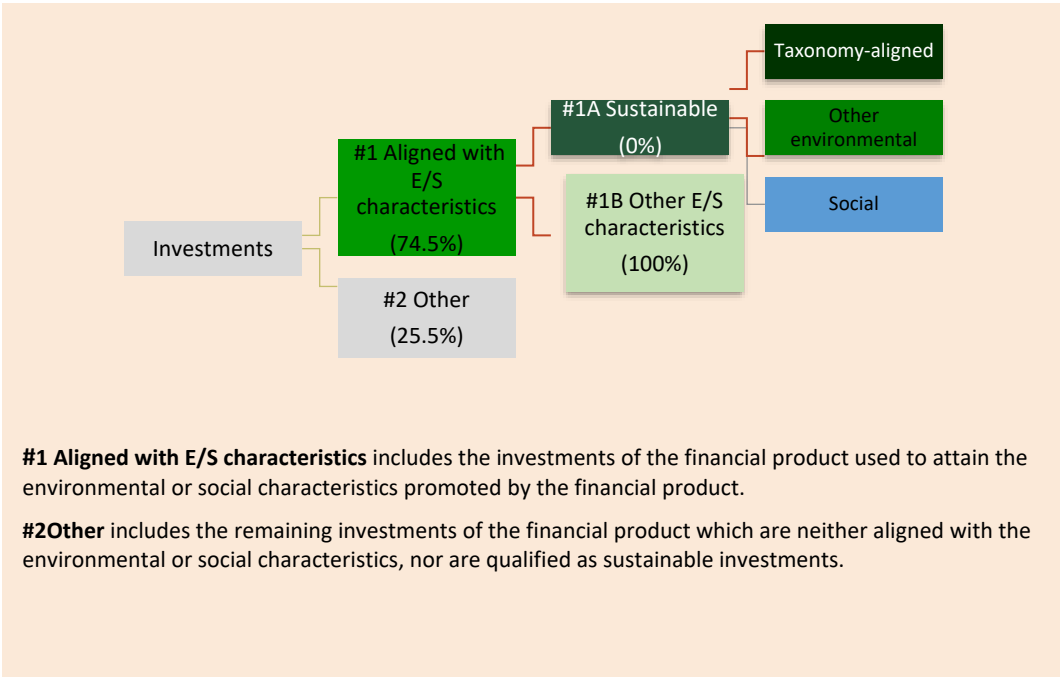 Investments
#1 Aligned with
E/S
characteristics
(74.5%)
#2 Other
(25.5%)
#1A Sustainable
(0%)
#1B Other E/S
characteristics
(100%)
Taxonomy-aligned
Other
environmental
Social
#1 Aligned with E/S characteristics includes the investments of the financial product used to attain the
environmental or social characteristics promoted by the financial product.
#2Other includes the remaining investments of the financial product which are neither aligned with the
environmental or social characteristics, nor are qualified as sustainable investments.